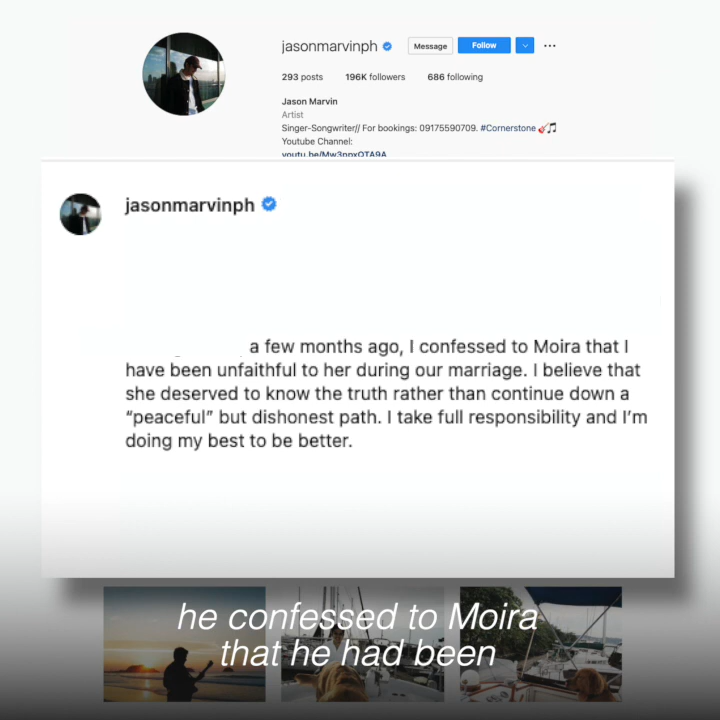 jasonmarvinph
Message
Follow
293 posts 196K followers 686 following
Jason Marvin
Artist
Singer-Songwriter// For bookings: 09175590709. #Cornerstone 🎸🎵
Youtube Channel:
youtu.be/Mw3npxOTA9A
jasonmarvinph
a few months ago, I confessed to Moira that I
have been unfaithful to her during our marriage. I believe that
she deserved to know the truth rather than continue down a
“peaceful” but dishonest path. I take full responsibility and I’m
doing my best to be better.
he confessed to Moira
that he had been